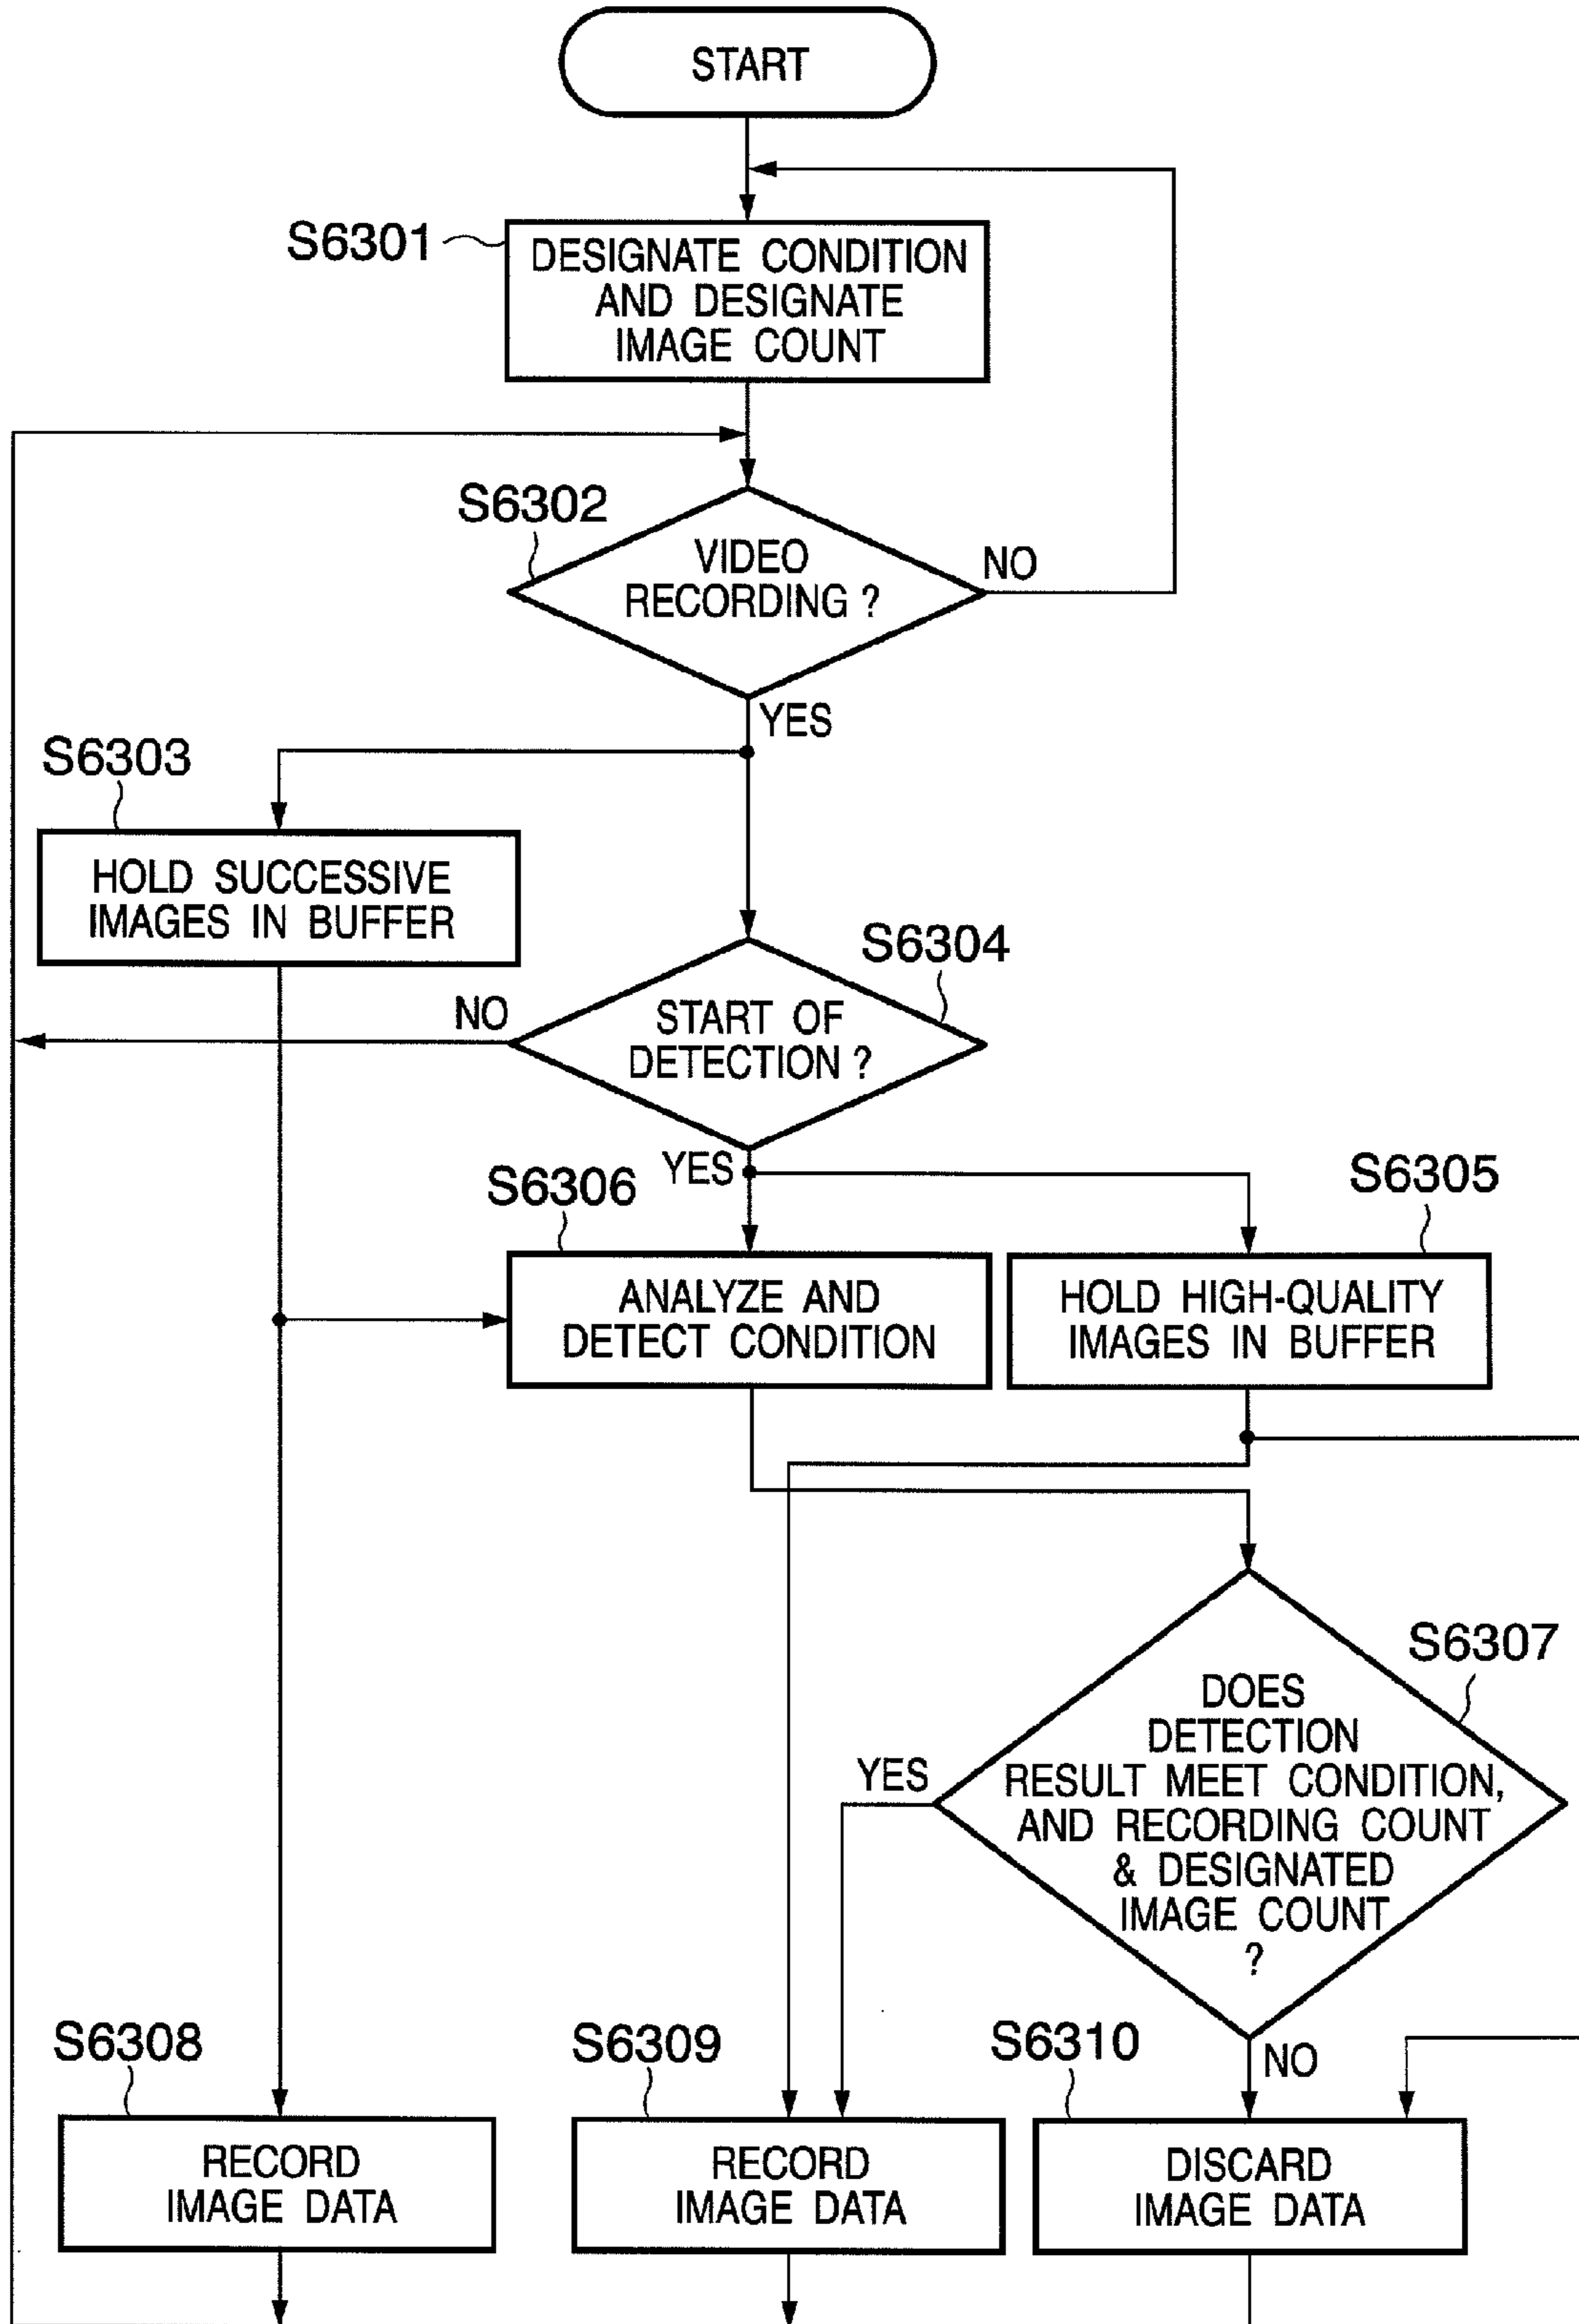 START
S6301
DESIGNATE CONDITION
AND DESIGNATE
IMAGE COUNT
S6302
VIDEO
RECORDING ?
NO
YES
S6303
HOLD SUCCESSIVE
IMAGES IN BUFFER
S6304
START OF
DETECTION ?
NO
YES
S6306
ANALYZE AND
DETECT CONDITION
S6305
HOLD HIGH-QUALITY
IMAGES IN BUFFER
S6307
DOES
DETECTION
RESULT MEET CONDITION,
AND RECORDING COUNT
& DESIGNATED
IMAGE COUNT
?
YES
NO
S6308
RECORD
IMAGE DATA
S6309
RECORD
IMAGE DATA
S6310
DISCARD
IMAGE DATA